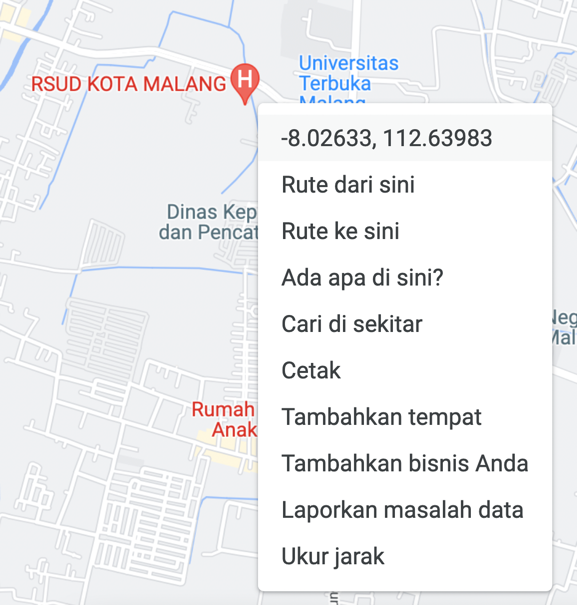 RSUD KOTA MALANG
H
Universitas
Terbuka
Malang
-8.02633, 112.63983
Rute dari sini
Dinas Kep
dan Pencat
Rute ke sini
Ada apa di sini?
Cari di sekitar
Neg
Mal
Cetak
Rumah
Anak
Tambahkan tempat
Tambahkan bisnis Anda
Laporkan masalah data
Ukur jarak